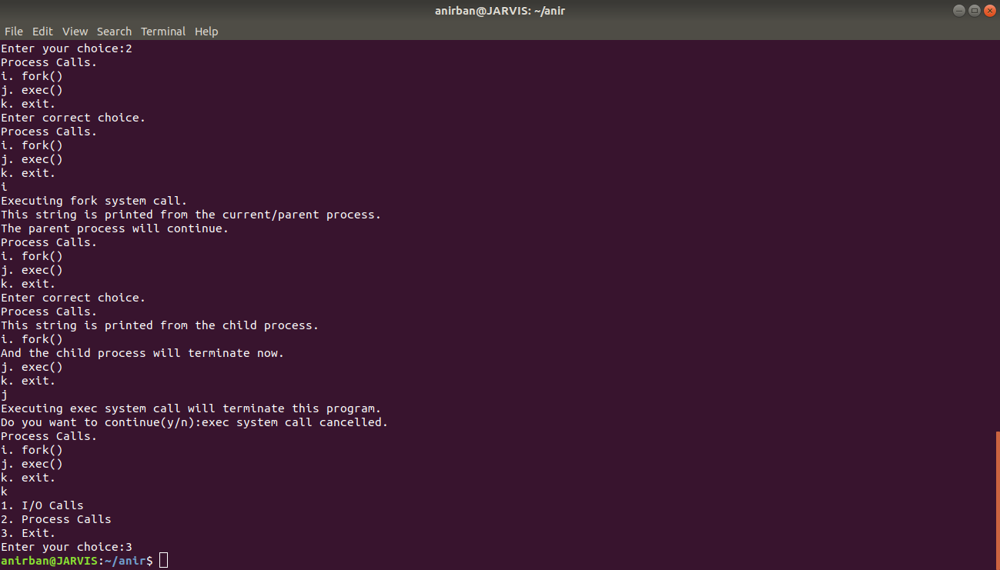 anirban@JARVIS: ~/anir
File Edit View Search Terminal Help
Enter your choice:2
Process Calls.
i. fork()
j. exec()
k. exit.
Enter correct choice.
Process Calls.
i. fork()
j. exec()
k. exit.
i
Executing fork system call.
This string is printed from the current/parent process.
The parent process will continue.
Process Calls.
i. fork()
j. exec()
k. exit.
Enter correct choice.
Process Calls.
This string is printed from the child process.
i. fork()
And the child process will terminate now.
j. exec()
k. exit.
j
Executing exec system call will terminate this program.
Do you want to continue(y/n):exec system call cancelled.
Process Calls.
i. fork()
j. exec()
k. exit.
k
1. I/O Calls
2. Process Calls
3. Exit.
Enter your choice:3
anirban@JARVIS:~/anir$